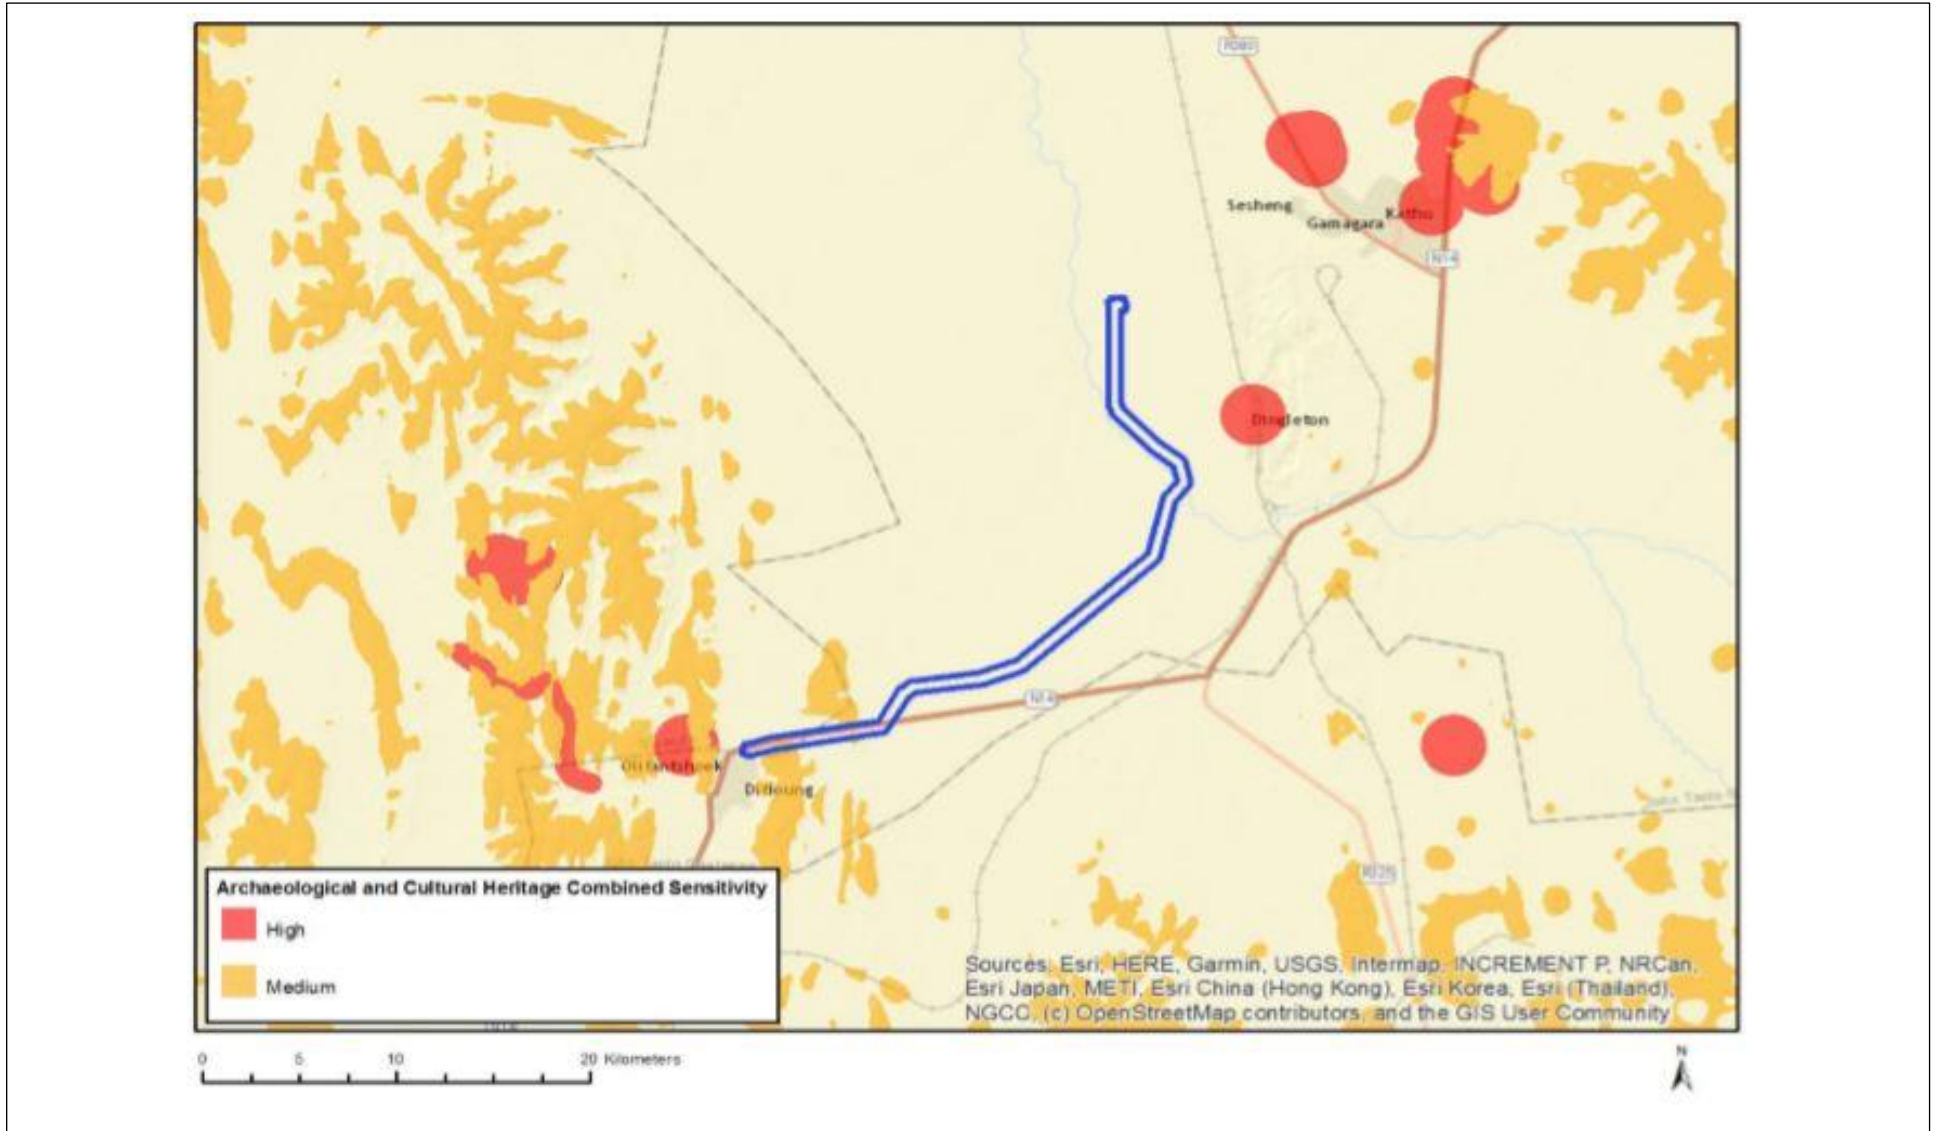 R380
Sesheng
Gamagara
Kathu
N14
Dingleton
N14
Olifantshoek
Ditloung
R325
Archaeological and Cultural Heritage Combined Sensitivity
High
Medium
Sources: Esri, HERE, Garmin, USGS, Intermap, INCREMENT P, NRCan,
Esri Japan, METI, Esri China (Hong Kong), Esri Korea, Esri (Thailand),
NGCC, (c) OpenStreetMap contributors, and the GIS User Community
0 5 10 20 Kilometers
N